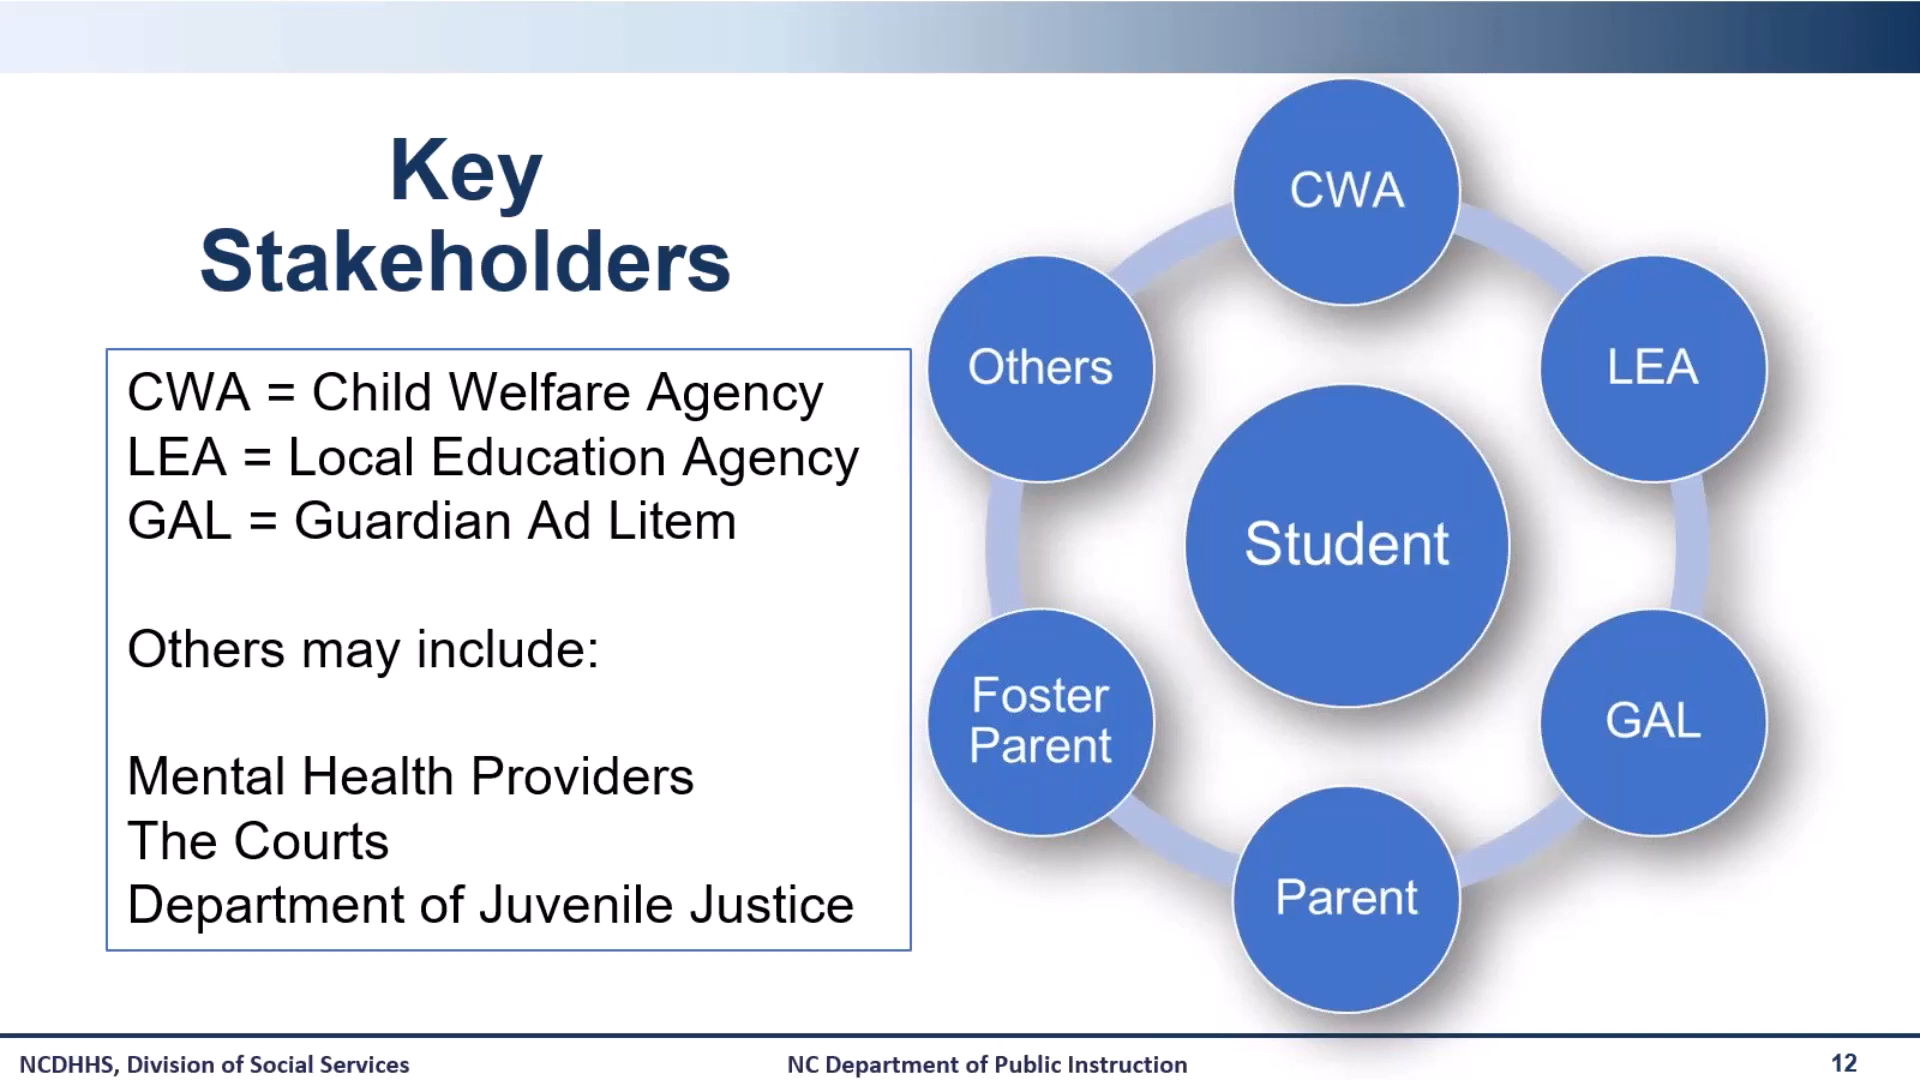 Key
Stakeholders
CWA = Child Welfare Agency
LEA = Local Education Agency
GAL = Guardian Ad Litem
Others may include:
Mental Health Providers
The Courts
Department of Juvenile Justice
CWA
LEA
GAL
Parent
Foster
Parent
Others
Student
NCDHHS, Division of Social Services
NC Department of Public Instruction
12